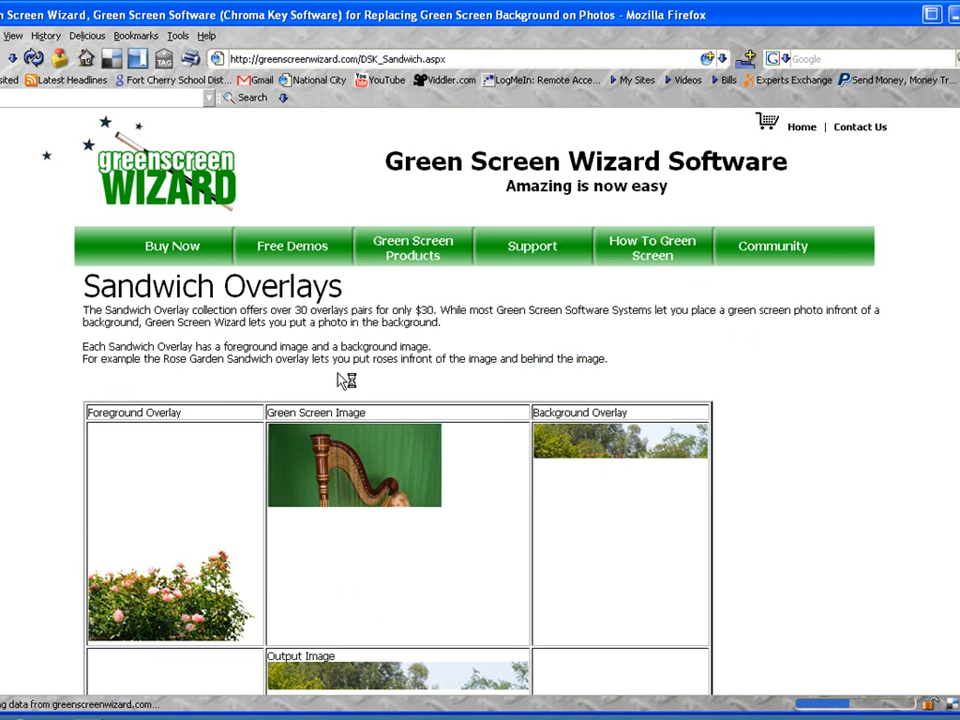 n Screen Wizard, Green Screen Software (Chroma Key Software) for Replacing Green Screen Background on Photos - Mozilla Firefox
View History Delicious Bookmarks Tools Help
TAG http://greenscreenwizard.com/DSK_Sandwich.aspx Google
sited Latest Headlines Fort Cherry School Dist... Gmail National City YouTube Viddler.com LogMeIn: Remote Acce... My Sites Videos Bills Experts Exchange Send Money, Money Tr...
Search
Home | Contact Us
greenscreen
WIZARD
Green Screen Wizard Software
Amazing is now easy
Buy Now Free Demos Green Screen Products Support How To Green Screen Community
Sandwich Overlays
The Sandwich Overlay collection offers over 30 overlays pairs for only $30. While most Green Screen Software Systems let you place a green screen photo infront of a
background, Green Screen Wizard lets you put a photo in the background.
Each Sandwich Overlay has a foreground image and a background image.
For example the Rose Garden Sandwich overlay lets you put roses infront of the image and behind the image.
Foreground Overlay Green Screen Image Background Overlay
Output Image
ng data from greenscreenwizard.com...